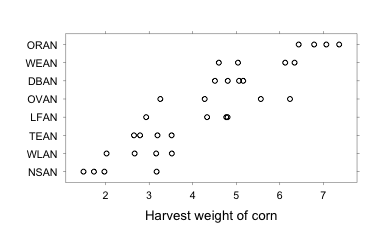 ORAN
WEAN
DBAN
OVAN
LFAN
TEAN
WLAN
NSAN
2 3 4 5 6 7
Harvest weight of corn